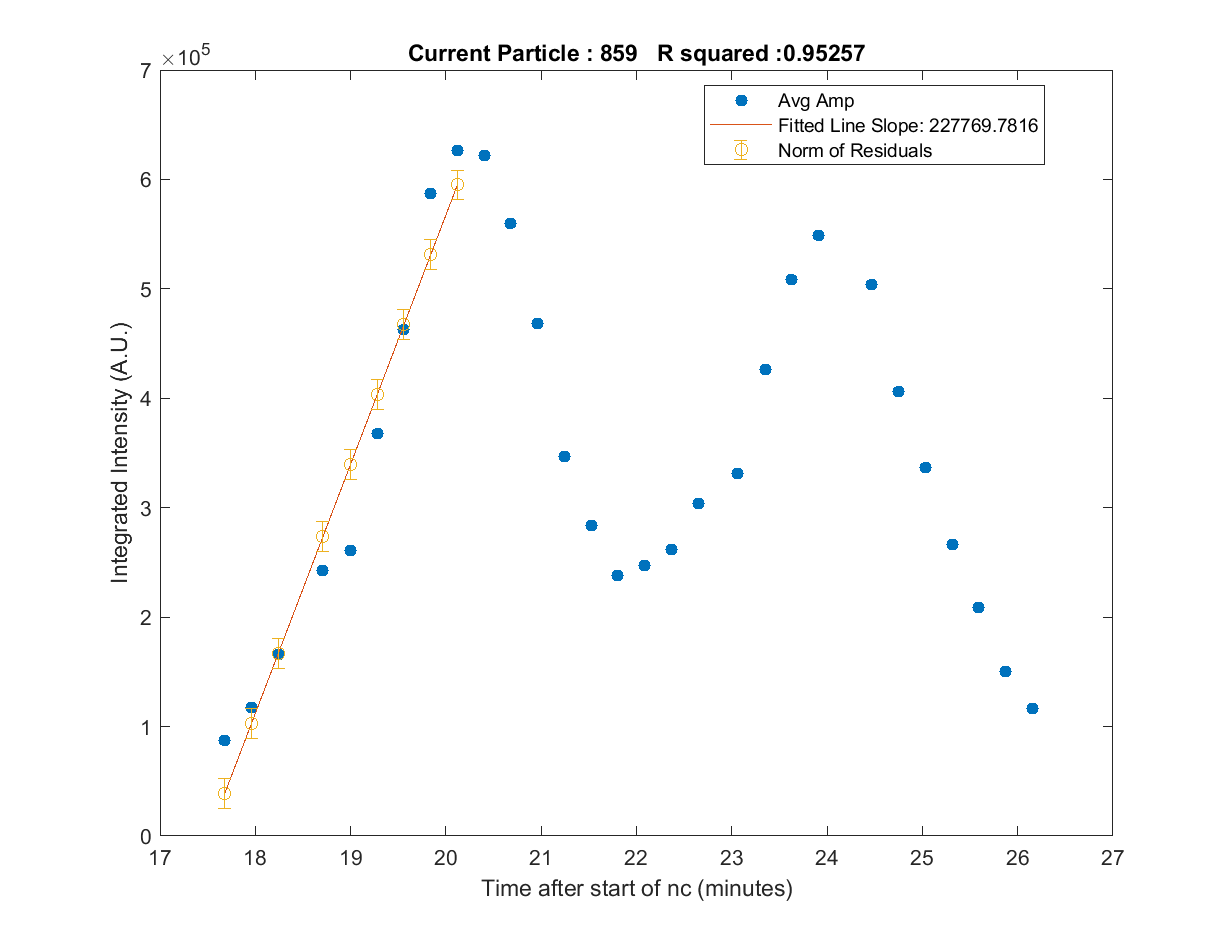 Current Particle : 859   R squared :0.95257
×10^5
Avg Amp
Fitted Line Slope: 227769.7816
Norm of Residuals
7
6
5
4
3
2
1
0
Integrated Intensity (A.U.)
17 18 19 20 21 22 23 24 25 26 27
Time after start of nc (minutes)